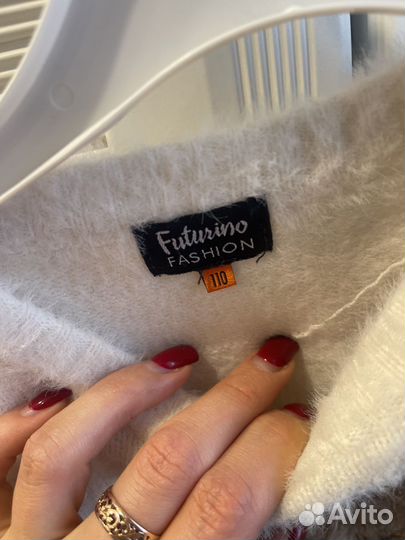 Futurino
FASHION
110
Avito